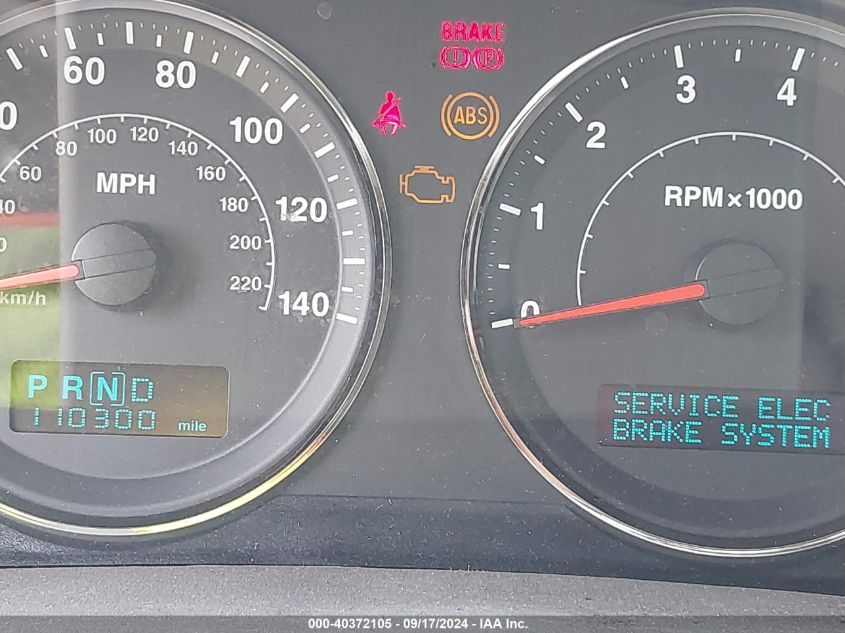 BRAKE
P
ABS
60
80
100
120
140
60
80
100
120
140
160
180
200
220
MPH
km/h
P R N D
110300 mile
0
1
2
3
4
RPM×1000
SERVICE ELEC
BRAKE SYSTEM
000-40372105 - 09/17/2024 - IAA Inc.